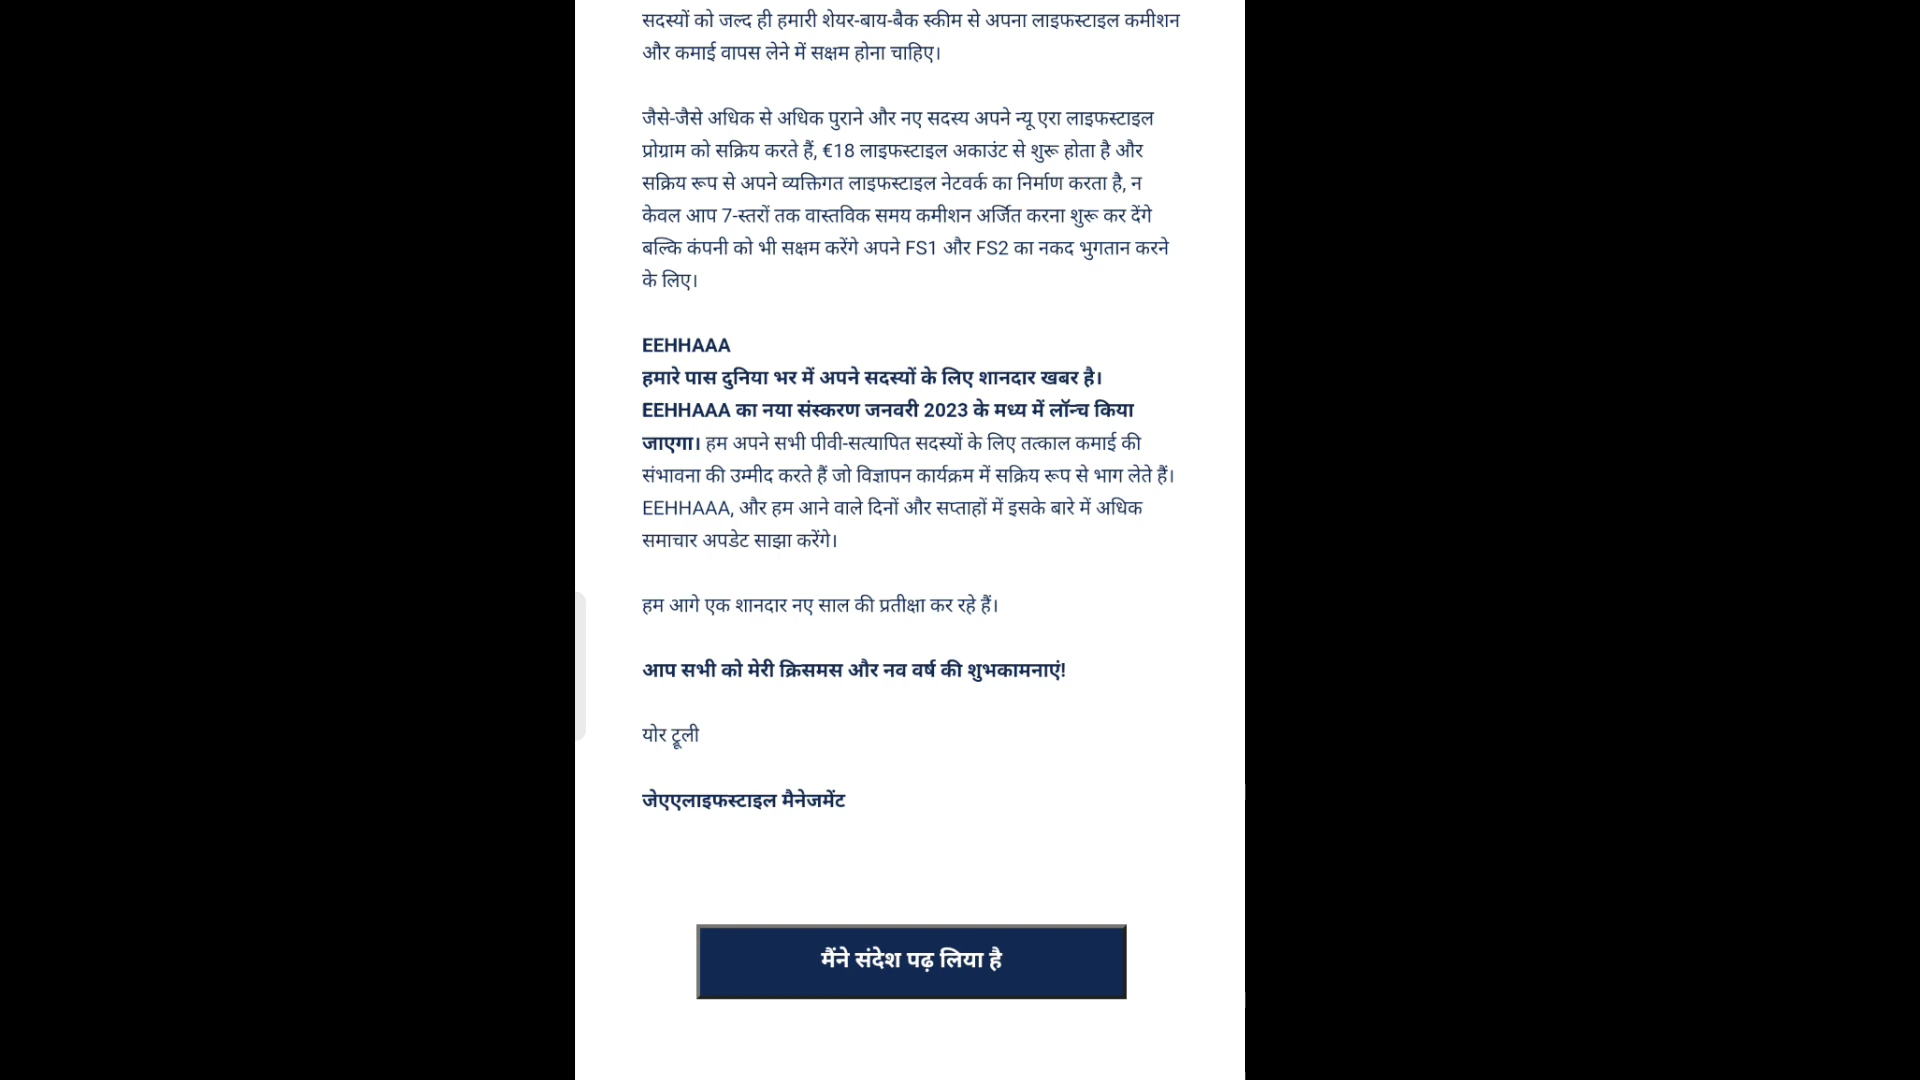 सदस्यों को जल्द ही हमारी शेयर-बाय-बैक स्कीम से अपना लाइफस्टाइल कमीशन
और कमाई वापस लेने में सक्षम होना चाहिए।
जैसे-जैसे अधिक से अधिक पुराने और नए सदस्य अपने न्यू एरा लाइफस्टाइल
प्रोग्राम को सक्रिय करते हैं, €18 लाइफस्टाइल अकाउंट से शुरू होता है और
सक्रिय रूप से अपने व्यक्तिगत लाइफस्टाइल नेटवर्क का निर्माण करता है, न
केवल आप 7-स्तरों तक वास्तविक समय कमीशन अर्जित करना शुरू कर देंगे
बल्कि कंपनी को भी सक्षम करेंगे अपने FS1 और FS2 का नकद भुगतान करने
के लिए।
EEHHAAA
हमारे पास दुनिया भर में अपने सदस्यों के लिए शानदार खबर है।
EEHHAAA का नया संस्करण जनवरी 2023 के मध्य में लॉन्च किया
जाएगा। हम अपने सभी पीवी-सत्यापित सदस्यों के लिए तत्काल कमाई की
संभावना की उम्मीद करते हैं जो विज्ञापन कार्यक्रम में सक्रिय रूप से भाग लेते हैं।
EEHHAAA, और हम आने वाले दिनों और सप्ताहों में इसके बारे में अधिक
समाचार अपडेट साझा करेंगे।
हम आगे एक शानदार नए साल की प्रतीक्षा कर रहे हैं।
आप सभी को मेरी क्रिसमस और नव वर्ष की शुभकामनाएं!
योर ट्रूली
जेएएलाइफस्टाइल मैनेजमेंट
मैंने संदेश पढ़ लिया है